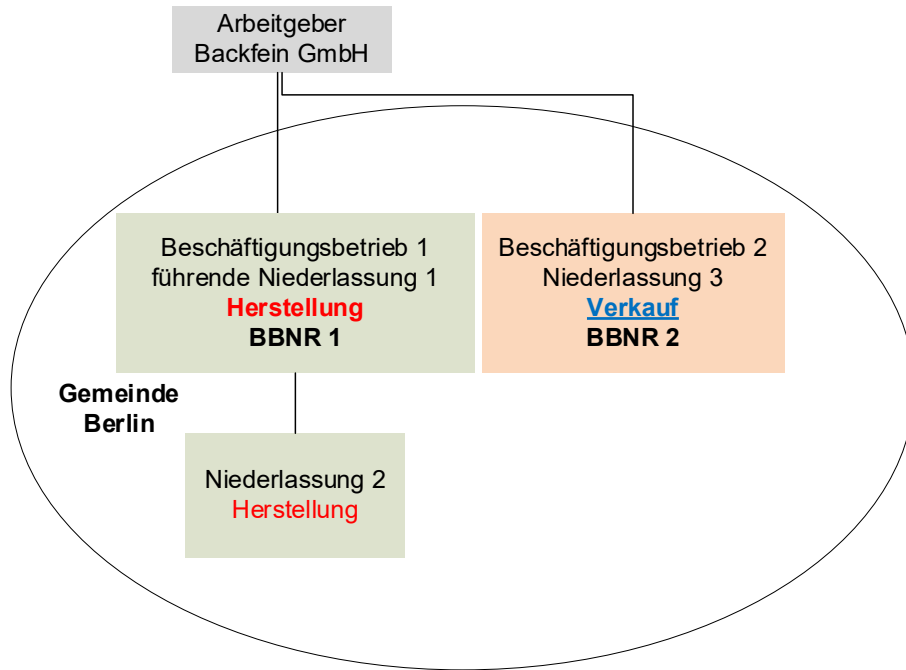 Arbeitgeber
Backfein GmbH
Beschäftigungsbetrieb 1
führende Niederlassung 1
Herstellung
BBNR 1
Beschäftigungsbetrieb 2
Niederlassung 3
Verkauf
BBNR 2
Gemeinde
Berlin
Niederlassung 2
Herstellung